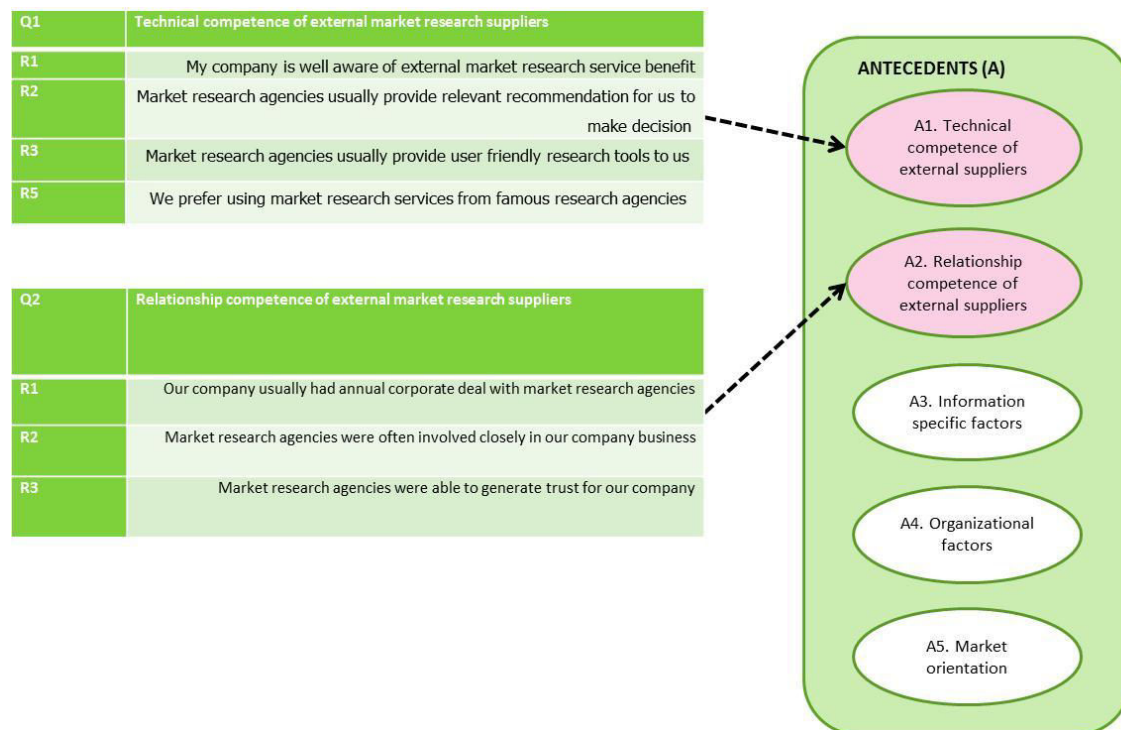 Q1 Technical competence of external market research suppliers
R1 My company is well aware of external market research service benefit
R2 Market research agencies usually provide relevant recommendation for us to
make decision
R3 Market research agencies usually provide user friendly research tools to us
R5 We prefer using market research services from famous research agencies
Q2 Relationship competence of external market research suppliers
R1 Our company usually had annual corporate deal with market research agencies
R2 Market research agencies were often involved closely in our company business
R3 Market research agencies were able to generate trust for our company
ANTECEDENTS (A)
A1. Technical
competence of
external suppliers
A2. Relationship
competence of
external suppliers
A3. Information
specific factors
A4. Organizational
factors
A5. Market
orientation